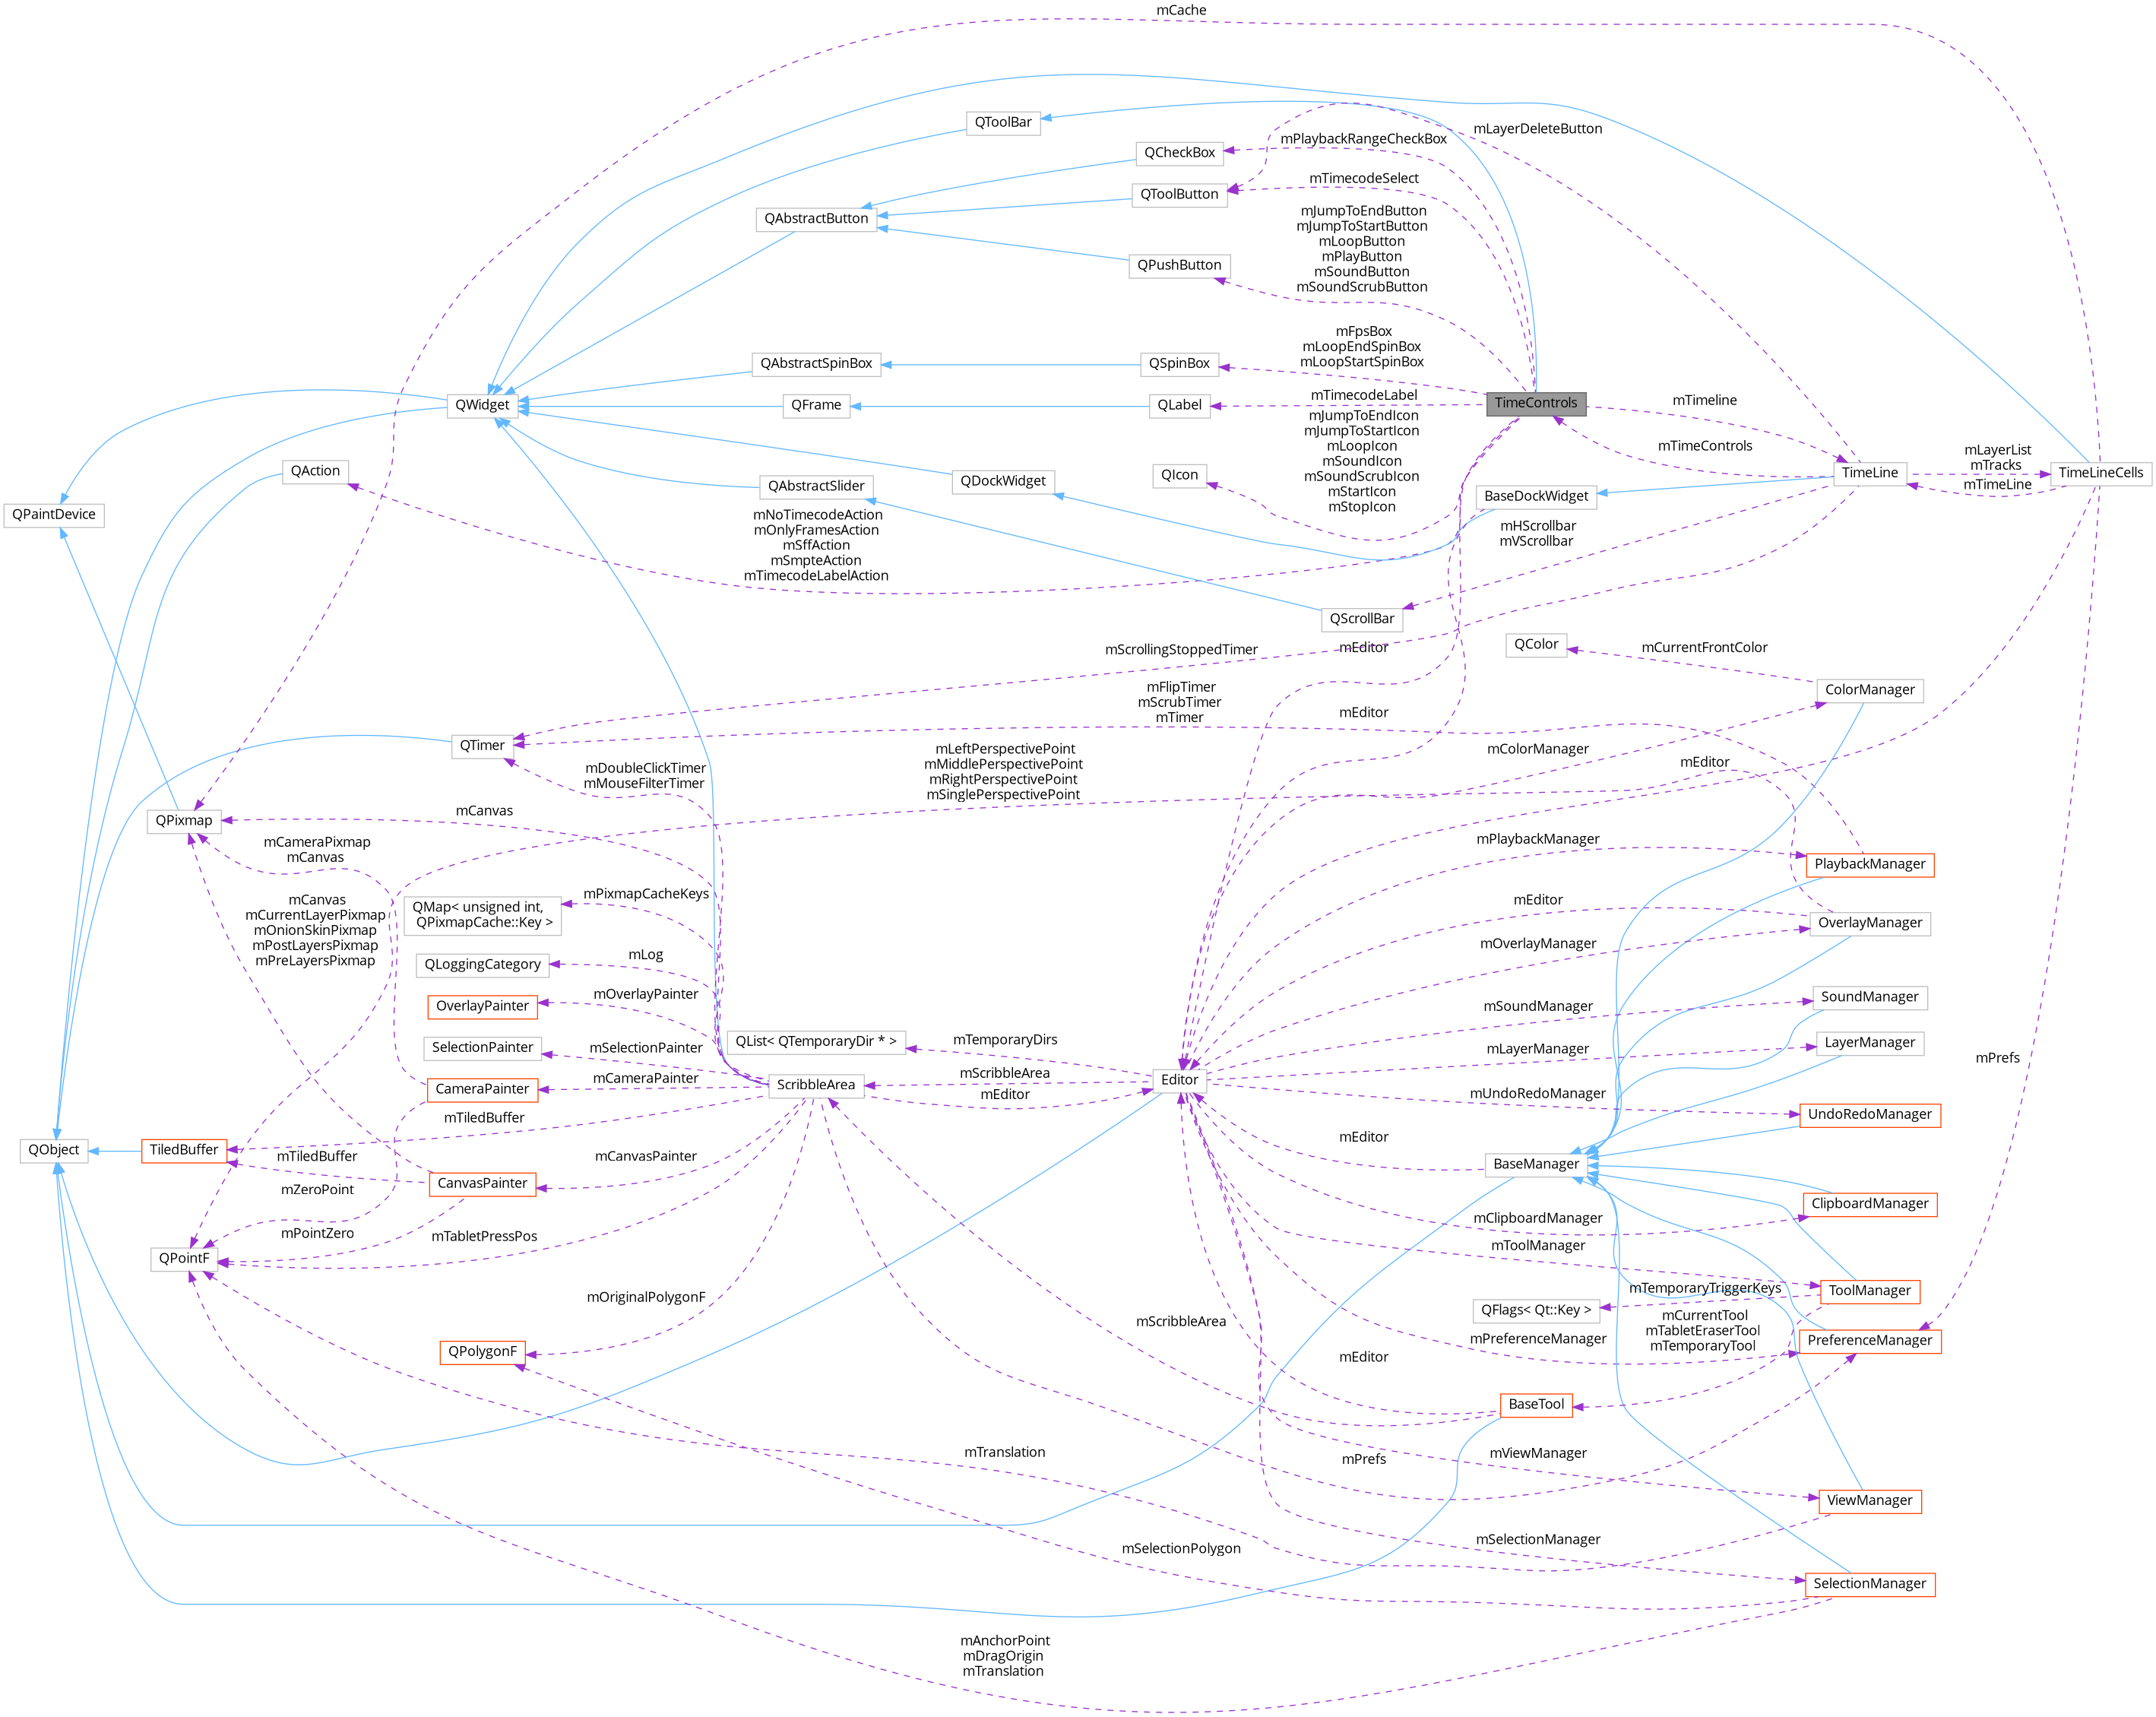 mCache
QToolBar
mLayerDeleteButton
mPlaybackRangeCheckBox
QCheckBox
mTimecodeSelect
QToolButton
QAbstractButton
mJumpToEndButton
mJumpToStartButton
mLoopButton
mPlayButton
mSoundButton
mSoundScrubButton
QPushButton
mFpsBox
mLoopEndSpinBox
mLoopStartSpinBox
QAbstractSpinBox
QSpinBox
QWidget
QFrame
QLabel
mTimecodeLabel
TimeControls
mTimeline
mTimeControls
mJumpToEndIcon
mJumpToStartIcon
mLoopIcon
mSoundIcon
mSoundScrubIcon
mStartIcon
mStopIcon
QAction
QAbstractSlider
QDockWidget
QIcon
BaseDockWidget
TimeLine
mLayerList
mTracks
mTimeLine
TimeLineCells
QPaintDevice
mNoTimecodeAction
mOnlyFramesAction
mSffAction
mSmpteAction
mTimecodeLabelAction
mHScrollbar
mVScrollbar
QScrollBar
mScrollingStoppedTimer
mEditor
QColor
mCurrentFrontColor
ColorManager
mFlipTimer
mScrubTimer
mTimer
mEditor
QTimer
mLeftPerspectivePoint
mMiddlePerspectivePoint
mRightPerspectivePoint
mSinglePerspectivePoint
mColorManager
mEditor
mDoubleClickTimer
mMouseFilterTimer
QPixmap
mCanvas
mCameraPixmap
mCanvas
mPlaybackManager
PlaybackManager
mPixmapCacheKeys
QMap< unsigned int,
QPixmapCache::Key >
mCanvas
mCurrentLayerPixmap
mOnionSkinPixmap
mPostLayersPixmap
mPreLayersPixmap
mEditor
OverlayManager
mOverlayManager
QLoggingCategory
mLog
OverlayPainter
mOverlayPainter
mSoundManager
SoundManager
SelectionPainter
mSelectionPainter
QList< QTemporaryDir * >
mTemporaryDirs
mLayerManager
LayerManager
CameraPainter
mCameraPainter
ScribbleArea
mScribbleArea
mEditor
Editor
mUndoRedoManager
UndoRedoManager
mTiledBuffer
QObject
TiledBuffer
mTiledBuffer
mCanvasPainter
mEditor
BaseManager
CanvasPainter
mZeroPoint
ClipboardManager
mClipboardManager
mPointZero
mTabletPressPos
QPointF
mToolManager
mTemporaryTriggerKeys
ToolManager
mOriginalPolygonF
QFlags< Qt::Key >
mCurrentTool
mTabletEraserTool
mTemporaryTool
mPrefs
mScribbleArea
mPreferenceManager
PreferenceManager
QPolygonF
mEditor
BaseTool
mTranslation
mPrefs
mViewManager
ViewManager
mSelectionPolygon
mSelectionManager
SelectionManager
mAnchorPoint
mDragOrigin
mTranslation